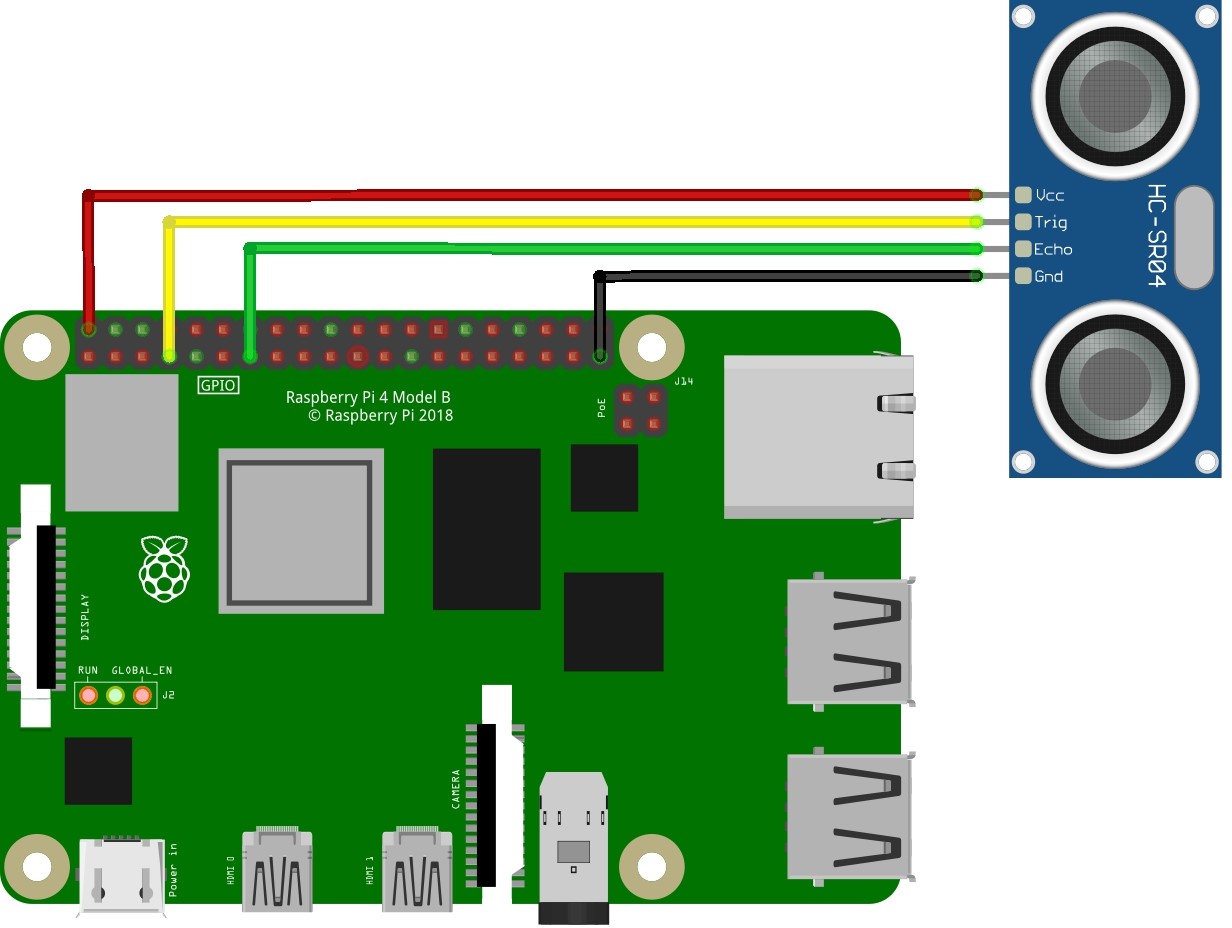 Vcc
Trig
Echo
Gnd
HC-SR04
GPIO
Raspberry Pi 4 Model B
© Raspberry Pi 2018
J14
PoE
DISPLAY
RUN GLOBAL_EN
J2
CAMERA
Power in
HDMI 0
HDMI 1